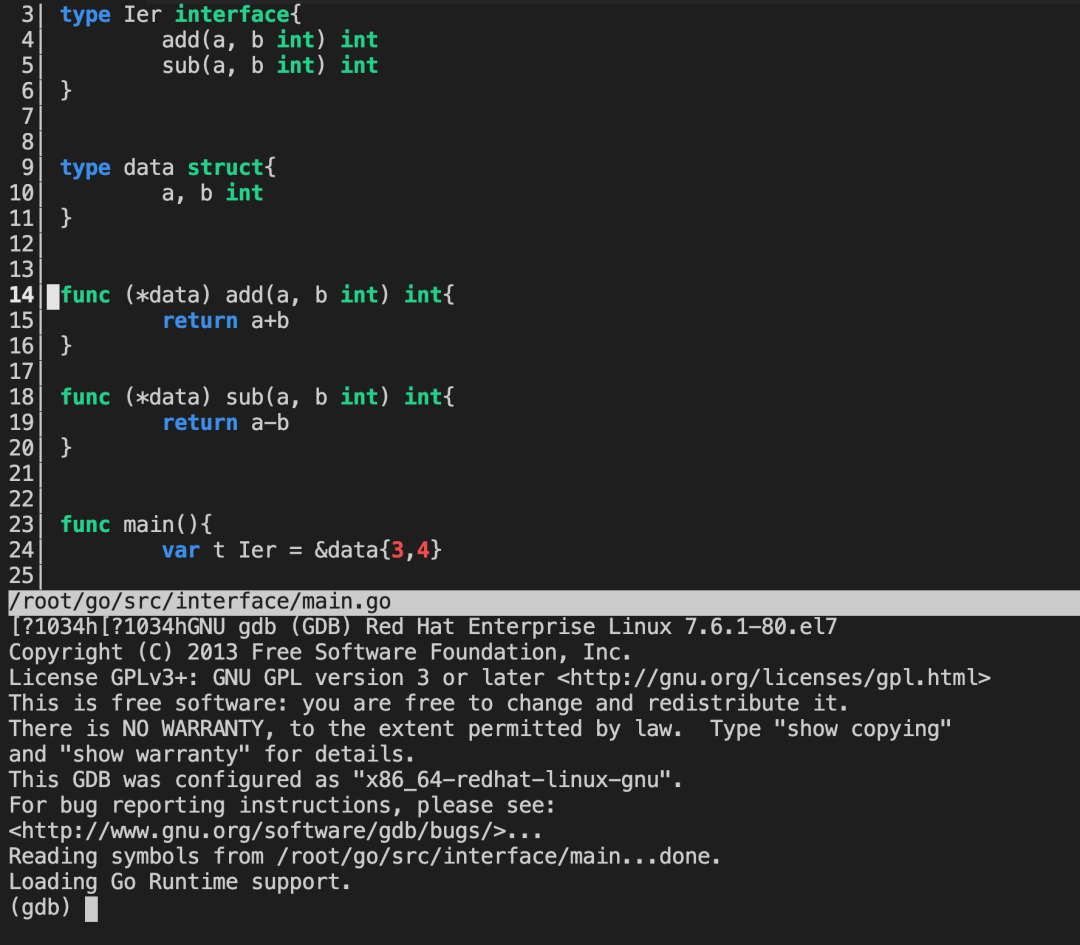 3| type Ier interface{
4|         add(a, b int) int
5|         sub(a, b int) int
6| }
7|
8|
9| type data struct{
10|         a, b int
11| }
12|
13|
14| func (*data) add(a, b int) int{
15|         return a+b
16| }
17|
18| func (*data) sub(a, b int) int{
19|         return a-b
20| }
21|
22|
23| func main(){
24|         var t Ier = &data{3,4}
25|
/root/go/src/interface/main.go
[?1034h[?1034hGNU gdb (GDB) Red Hat Enterprise Linux 7.6.1-80.el7
Copyright (C) 2013 Free Software Foundation, Inc.
License GPLv3+: GNU GPL version 3 or later <http://gnu.org/licenses/gpl.html>
This is free software: you are free to change and redistribute it.
There is NO WARRANTY, to the extent permitted by law.  Type "show copying"
and "show warranty" for details.
This GDB was configured as "x86_64-redhat-linux-gnu".
For bug reporting instructions, please see:
<http://www.gnu.org/software/gdb/bugs/>...
Reading symbols from /root/go/src/interface/main...done.
Loading Go Runtime support.
(gdb)